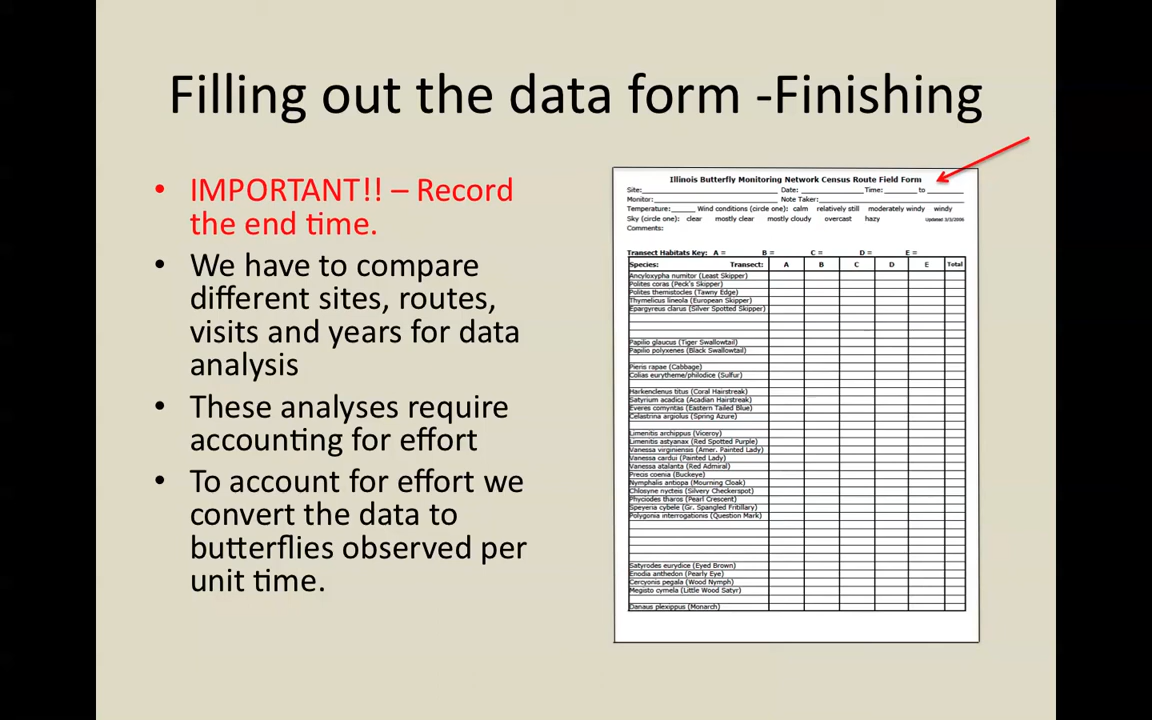 Filling out the data form -Finishing
• IMPORTANT!! – Record
the end time.
• We have to compare
different sites, routes,
visits and years for data
analysis
• These analyses require
accounting for effort
• To account for effort we
convert the data to
butterflies observed per
unit time.
Illinois Butterfly Monitoring Network Census Route Field Form
Site: Date: Time: to
Monitor: Note Taker:
Temperature: Wind conditions (circle one): calm relatively still moderately windy windy
Sky (circle one): clear mostly clear mostly cloudy overcast hazy Updated 3/3/2006
Comments:
Transect Habitats Key: A = B = C = D = E =
Species: Transect: A B C D E Total
Ancyloxypha numitor (Least Skipper)
Polites coras (Peck's Skipper)
Polites themistocles (Tawny Edge)
Thymelicus lineola (European Skipper)
Epargyreus clarus (Silver Spotted Skipper)
Papilio glaucus (Tiger Swallowtail)
Papilio polyxenes (Black Swallowtail)
Pieris rapae (Cabbage)
Colias eurytheme/philodice (Sulfur)
Harkenclenus titus (Coral Hairstreak)
Satyrium acadica (Acadian Hairstreak)
Everes comyntas (Eastern Tailed Blue)
Celastrina argiolus (Spring Azure)
Limenitis archippus (Viceroy)
Limenitis astyanax (Red Spotted Purple)
Vanessa virginiensis (Amer. Painted Lady)
Vanessa cardui (Painted Lady)
Vanessa atalanta (Red Admiral)
Precis coenia (Buckeye)
Nymphalis antiopa (Mourning Cloak)
Chlosyne nycteis (Silvery Checkerspot)
Phyciodes tharos (Pearl Crescent)
Speyeria cybele (Gr. Spangled Fritillary)
Polygonia interrogationis (Question Mark)
Satyrodes eurydice (Eyed Brown)
Enodia anthedon (Pearly Eye)
Cercyonis pegala (Wood Nymph)
Megisto cymela (Little Wood Satyr)
Danaus plexippus (Monarch)